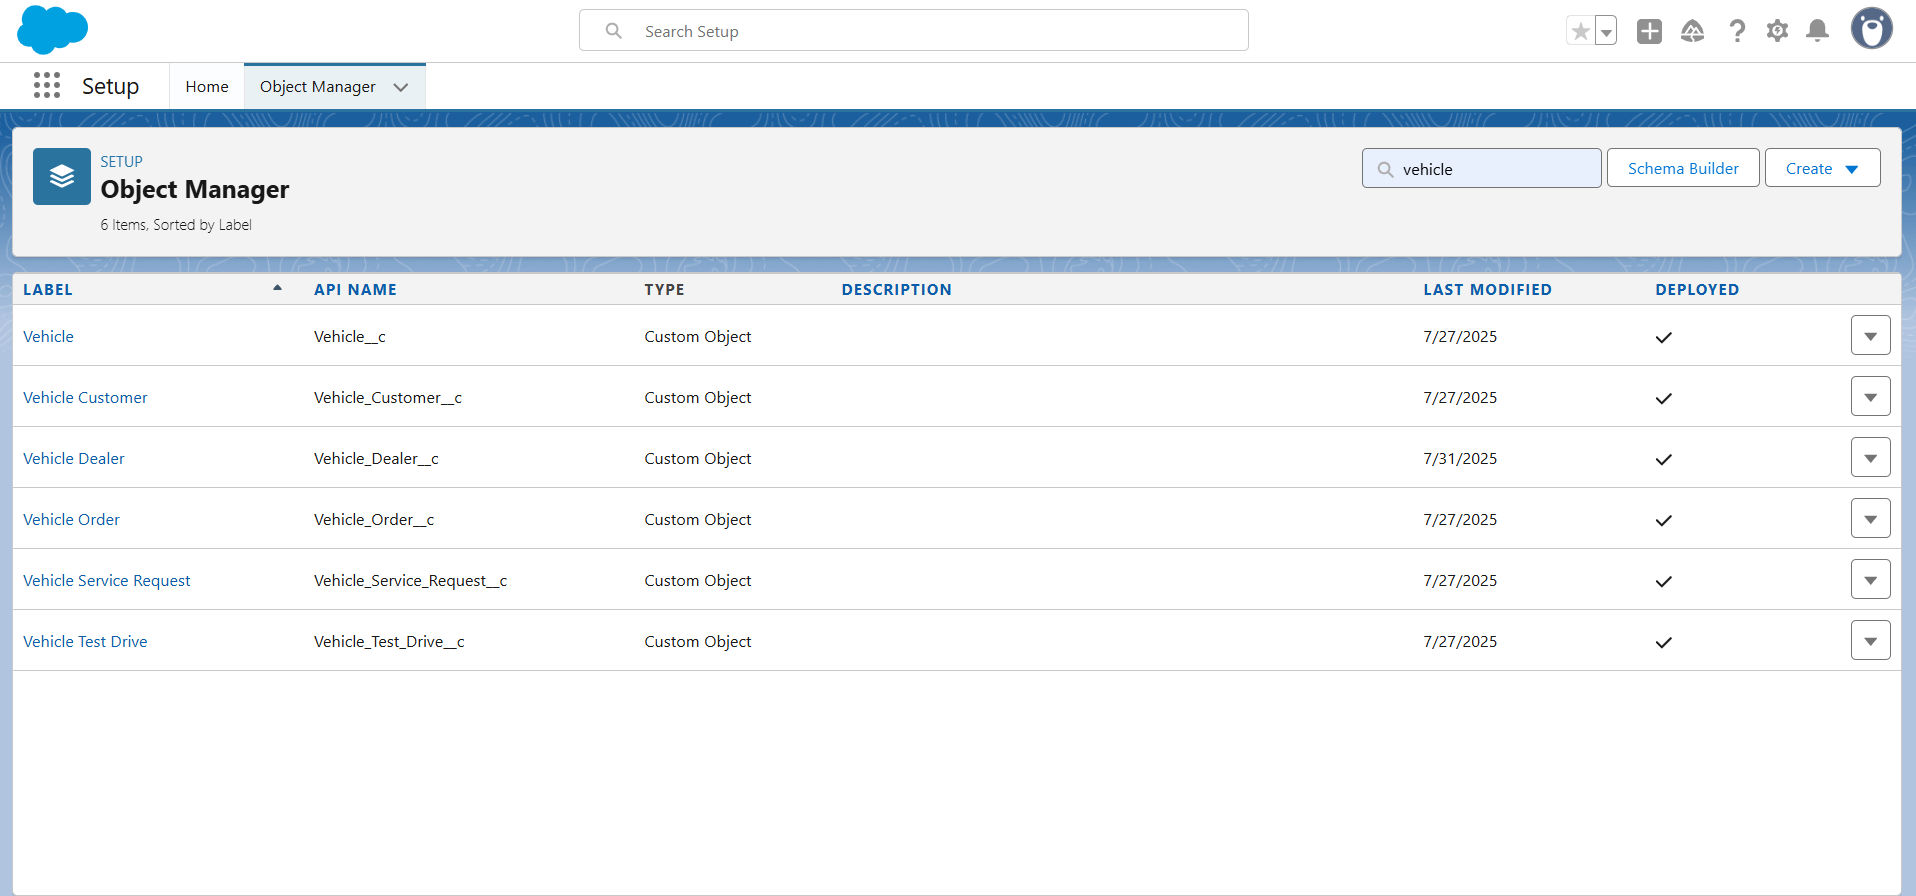 Search Setup
Setup
Home
Object Manager
SETUP
Object Manager
6 Items, Sorted by Label
vehicle
Schema Builder
Create
LABEL API NAME TYPE DESCRIPTION LAST MODIFIED DEPLOYED
Vehicle Vehicle__c Custom Object 7/27/2025
Vehicle Customer Vehicle_Customer__c Custom Object 7/27/2025
Vehicle Dealer Vehicle_Dealer__c Custom Object 7/31/2025
Vehicle Order Vehicle_Order__c Custom Object 7/27/2025
Vehicle Service Request Vehicle_Service_Request__c Custom Object 7/27/2025
Vehicle Test Drive Vehicle_Test_Drive__c Custom Object 7/27/2025